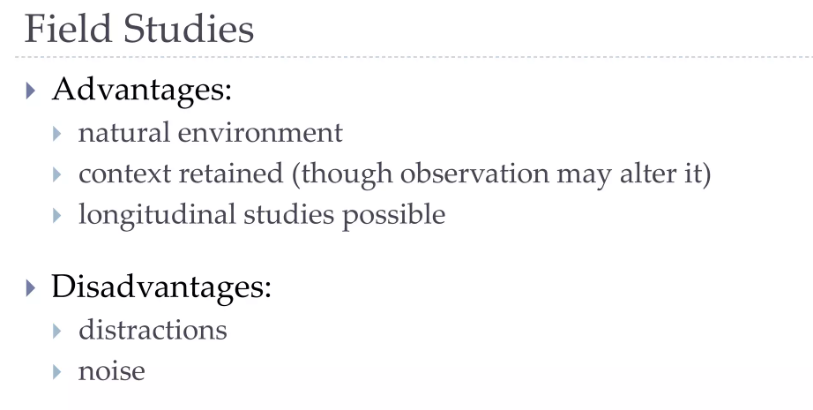 Field Studies
Advantages:
natural environment
context retained (though observation may alter it)
longitudinal studies possible
Disadvantages:
distractions
noise